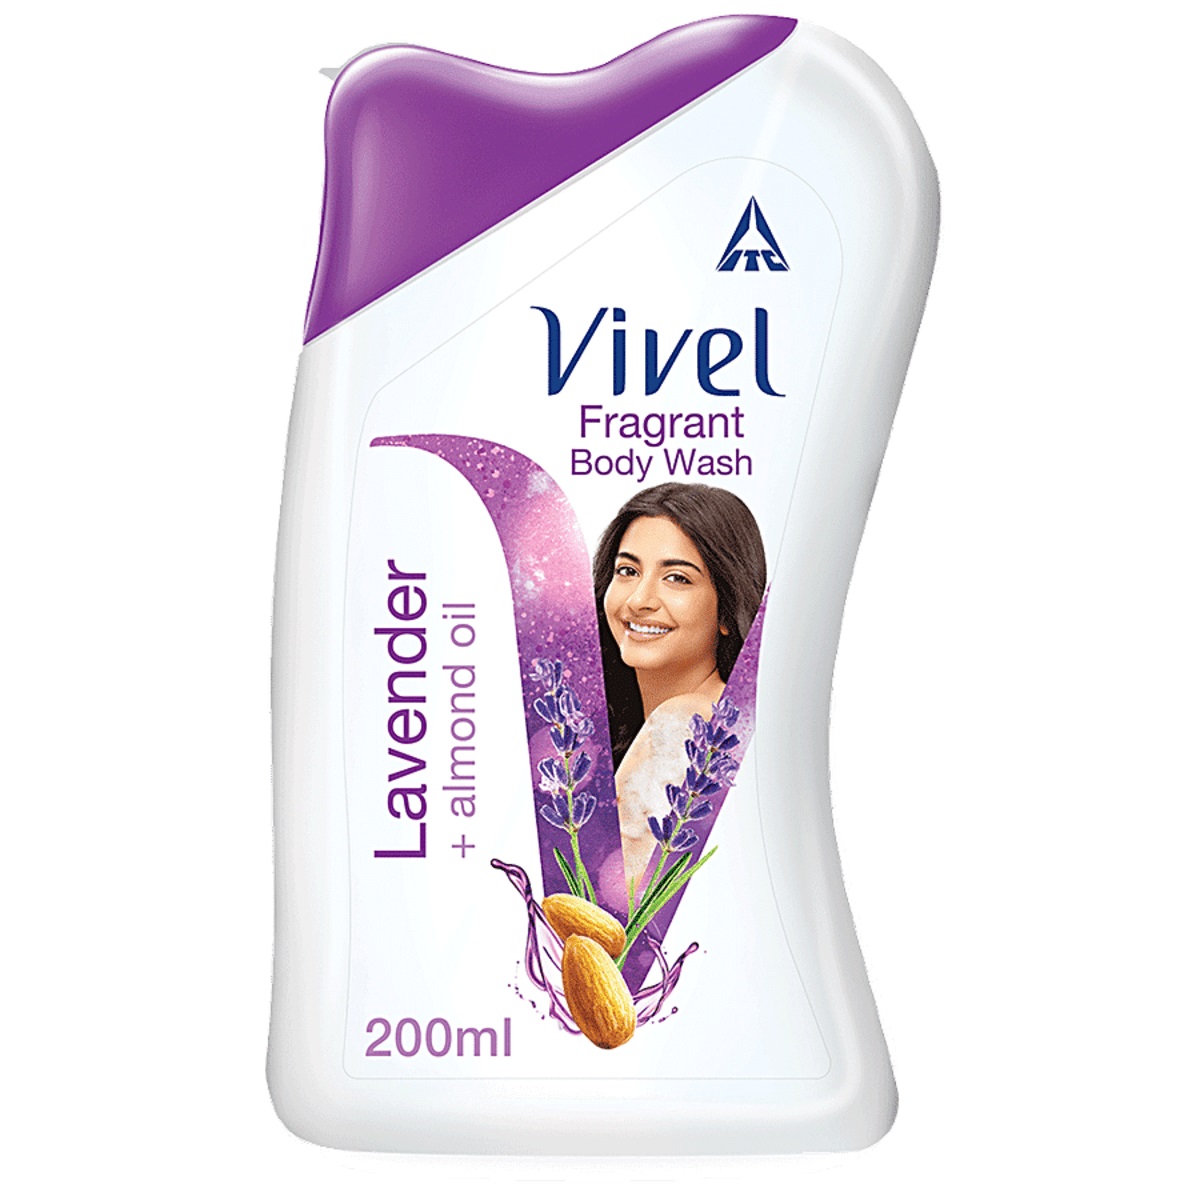 ITC
Vivel
Fragrant
Body Wash
Lavender
+ almond oil
200ml